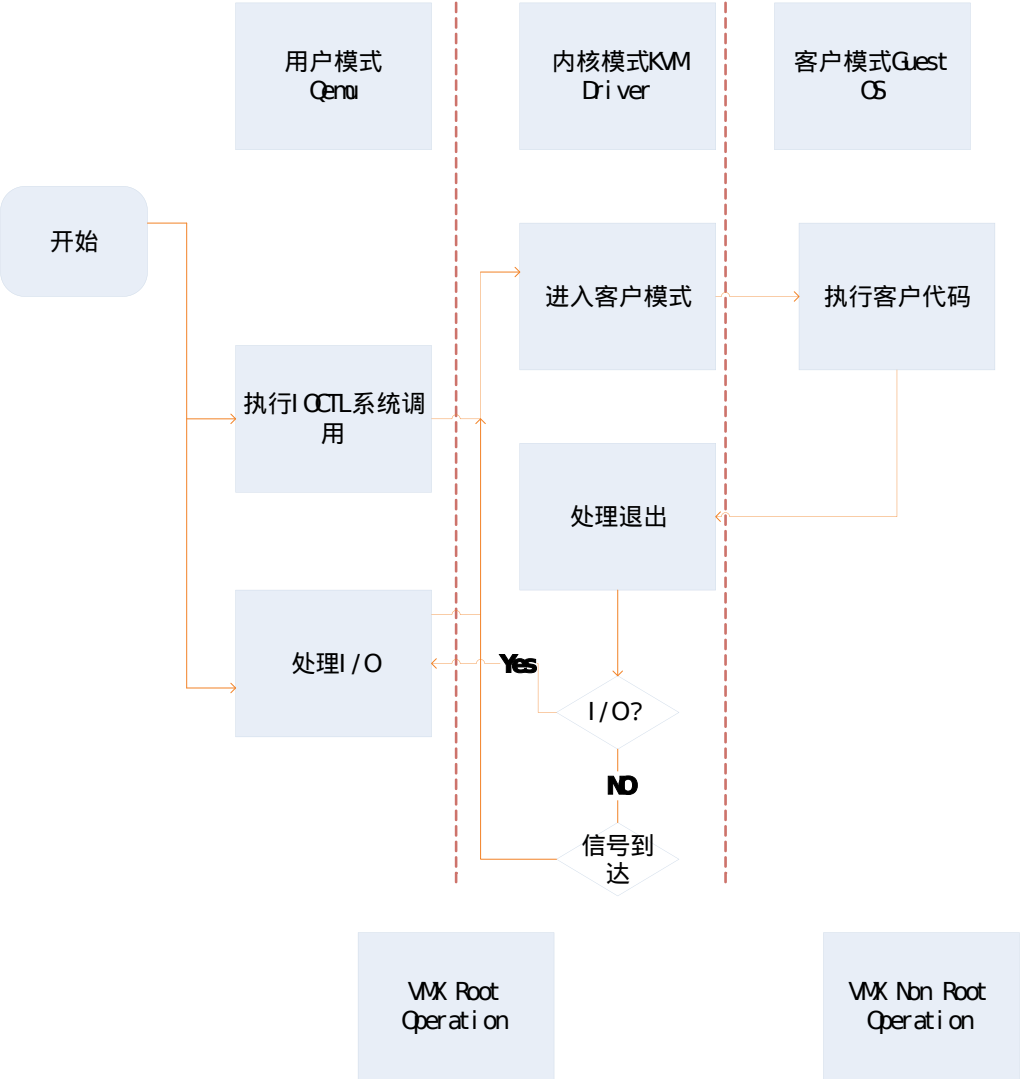 用户模式
Qemu
内核模式KVM
Driver
客户模式Guest
OS
开始
进入客户模式
执行客户代码
执行IOCTL系统调
用
处理退出
处理I/O
Yes
I/O?
NO
信号到
达
VMX Root
Operation
VMX Non Root
Operation